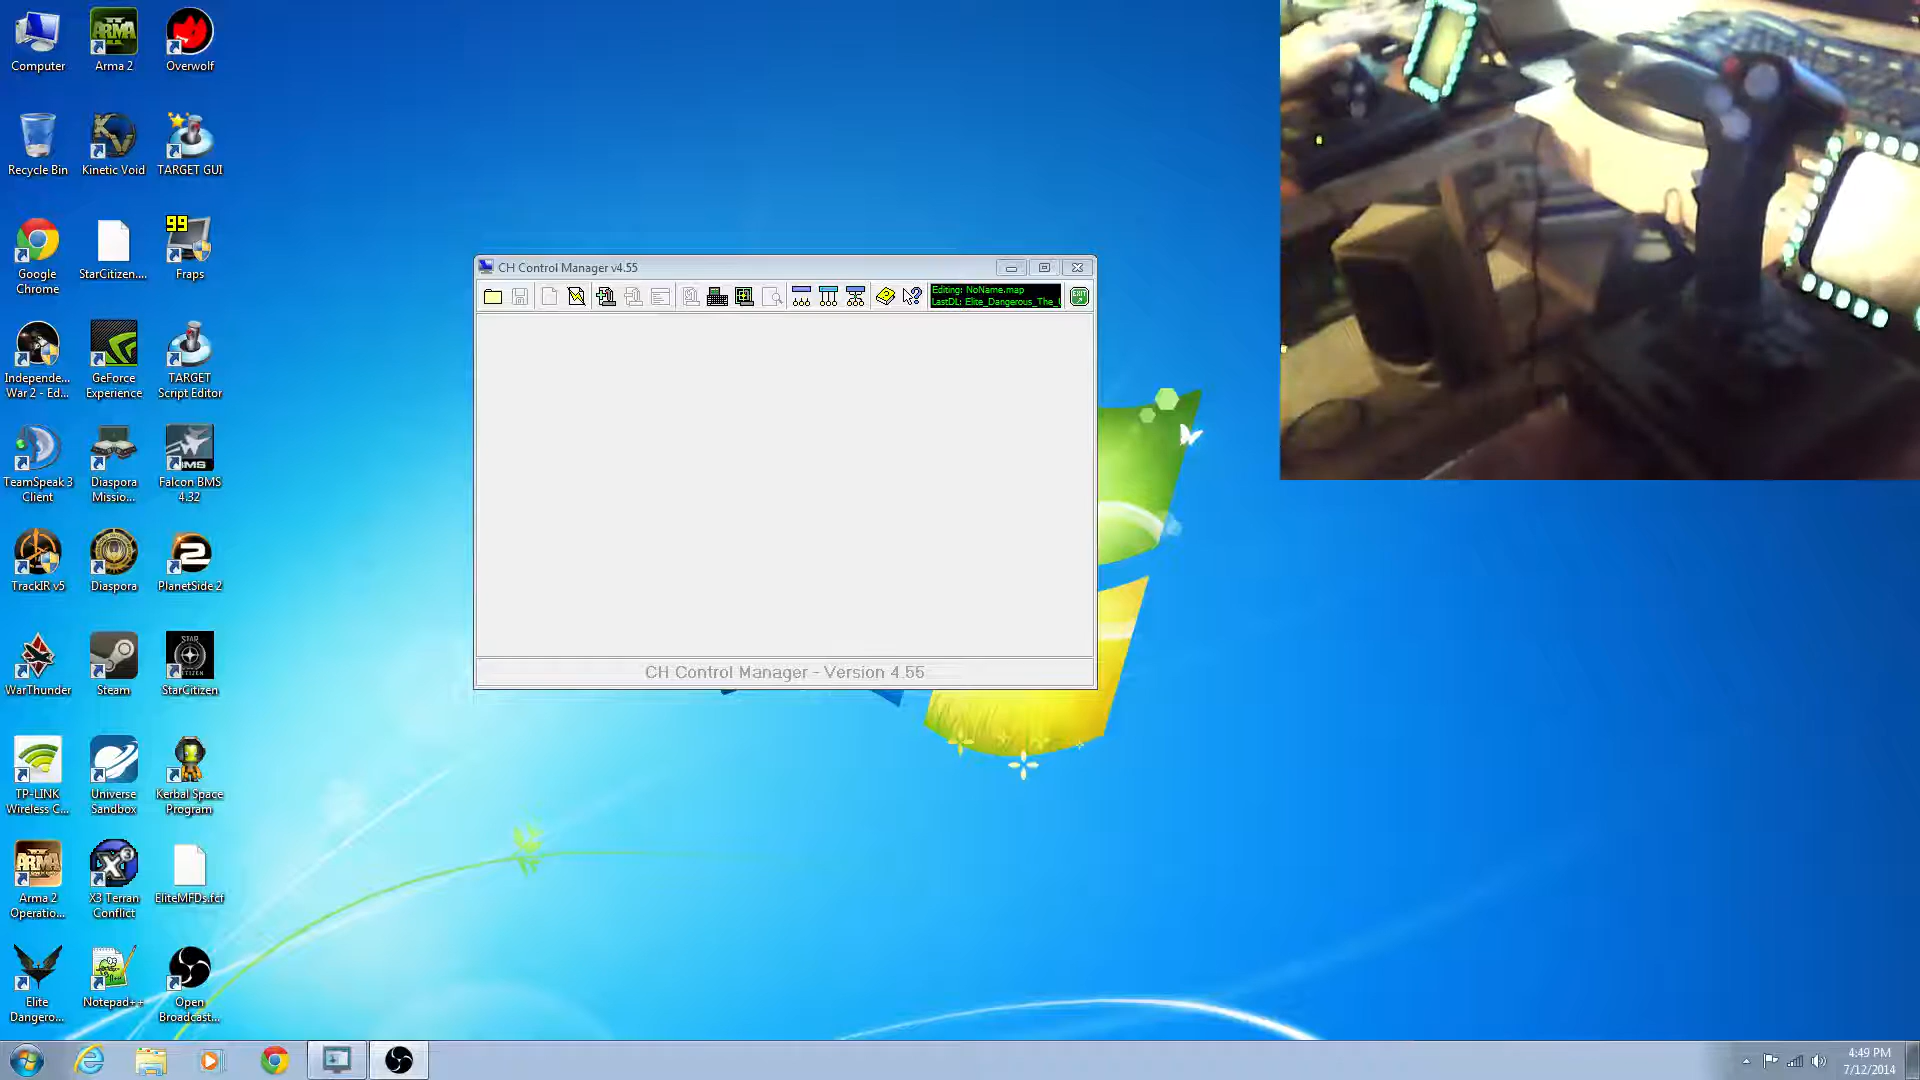 Computer
Arma 2
Overwolf
Recycle Bin
Kinetic Void
TARGET GUI
99
Google
Chrome
StarCitizen....
Fraps
Independe...
War 2 - Ed...
GeForce
Experience
TARGET
Script Editor
TeamSpeak 3
Client
Diaspora
Missio...
Falcon BMS
4.32
TrackIR v5
Diaspora
PlanetSide 2
WarThunder
Steam
StarCitizen
TP-LINK
Wireless C...
Universe
Sandbox
Kerbal Space
Program
Arma 2
Operatio...
X3 Terran
Conflict
EliteMFDs.fcf
Elite
Dangero...
Notepad++
Open
Broadcast...
CH Control Manager v4.55
Editing: NoName.map
LastDL: Elite_Dangerous_The_
EXIT
CH Control Manager - Version 4.55
4:49 PM
7/12/2014